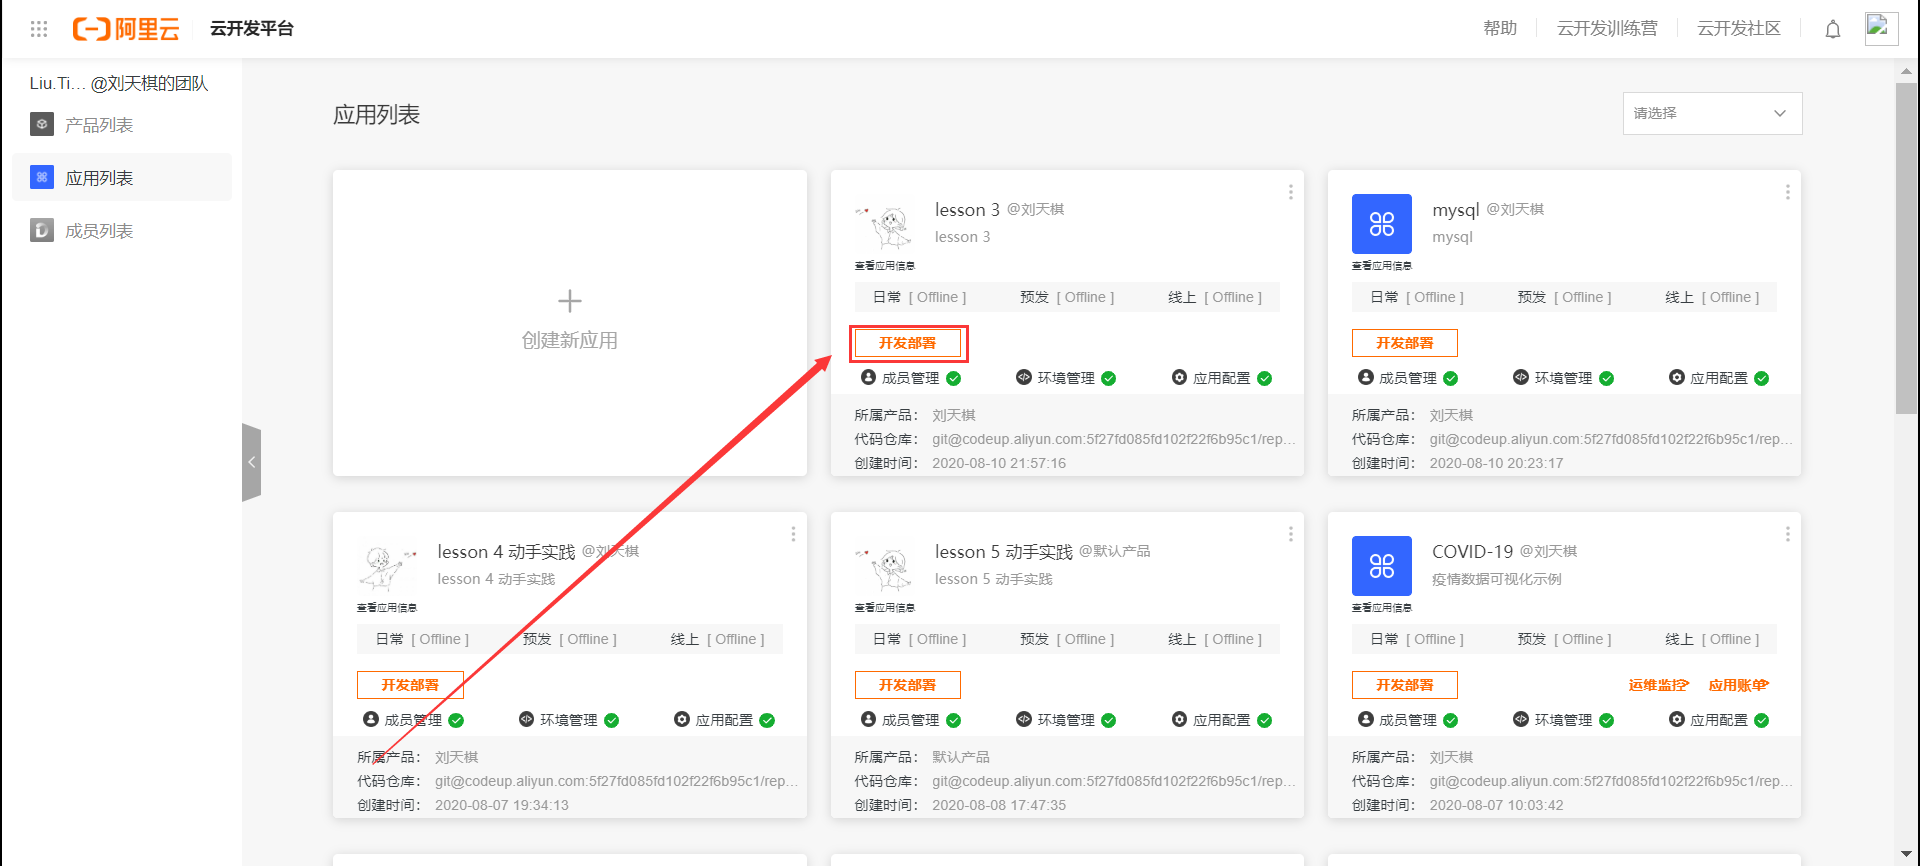 阿里云 云开发平台 帮助 云开发训练营 云开发社区
Liu.Ti... @刘天棋的团队
产品列表
应用列表
成员列表
应用列表
请选择
创建新应用
lesson 3 @刘天棋
lesson 3
查看应用信息
日常 [ Offline ] 预发 [ Offline ] 线上 [ Offline ]
开发部署
成员管理 环境管理 应用配置
所属产品： 刘天棋
代码仓库： git@codeup.aliyun.com:5f27fd085fd102f22f6b95c1/rep...
创建时间： 2020-08-10 21:57:16
mysql @刘天棋
mysql
查看应用信息
日常 [ Offline ] 预发 [ Offline ] 线上 [ Offline ]
开发部署
成员管理 环境管理 应用配置
所属产品： 刘天棋
代码仓库： git@codeup.aliyun.com:5f27fd085fd102f22f6b95c1/rep...
创建时间： 2020-08-10 20:23:17
lesson 4 动手实践 @刘天棋
lesson 4 动手实践
查看应用信息
日常 [ Offline ] 预发 [ Offline ] 线上 [ Offline ]
开发部署
成员管理 环境管理 应用配置
所属产品： 刘天棋
代码仓库： git@codeup.aliyun.com:5f27fd085fd102f22f6b95c1/rep...
创建时间： 2020-08-07 19:34:13
lesson 5 动手实践 @默认产品
lesson 5 动手实践
查看应用信息
日常 [ Offline ] 预发 [ Offline ] 线上 [ Offline ]
开发部署
成员管理 环境管理 应用配置
所属产品： 默认产品
代码仓库： git@codeup.aliyun.com:5f27fd085fd102f22f6b95c1/rep...
创建时间： 2020-08-08 17:47:35
COVID-19 @刘天棋
疫情数据可视化示例
查看应用信息
日常 [ Offline ] 预发 [ Offline ] 线上 [ Offline ]
开发部署 运维监控 应用账单
成员管理 环境管理 应用配置
所属产品： 刘天棋
代码仓库： git@codeup.aliyun.com:5f27fd085fd102f22f6b95c1/rep...
创建时间： 2020-08-07 10:03:42